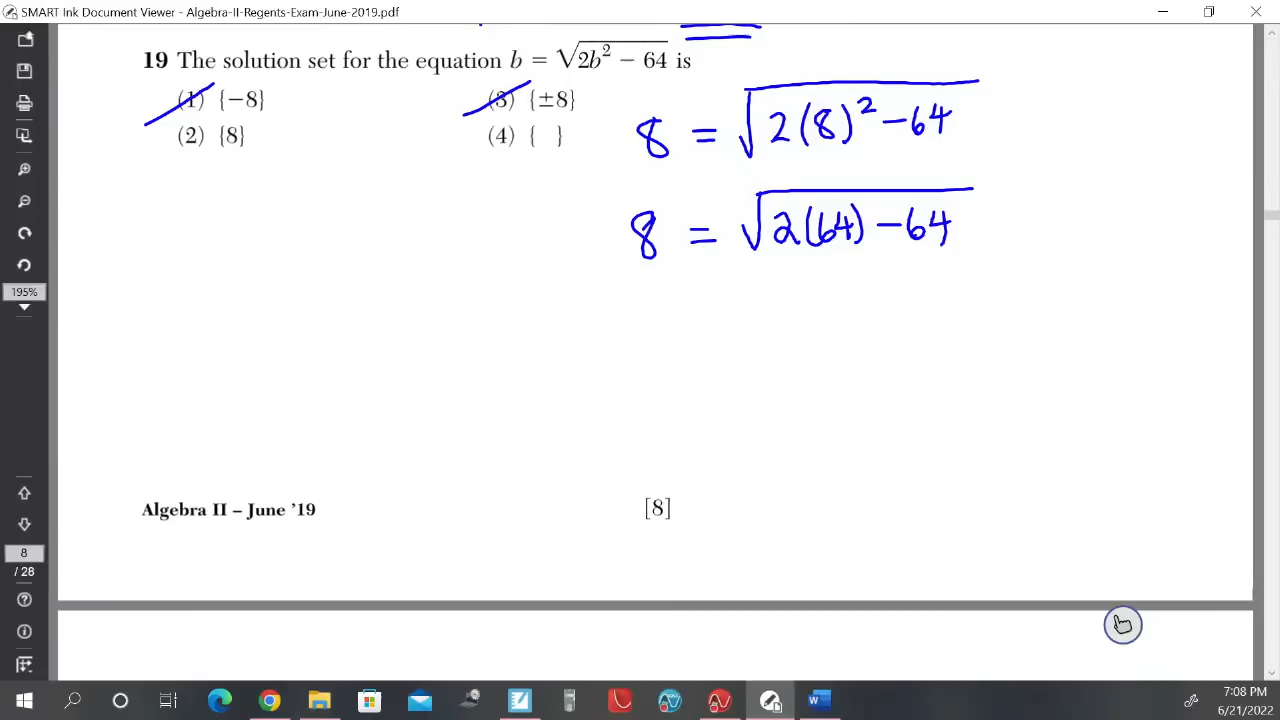 SMART Ink Document Viewer - Algebra-II-Regents-Exam-June-2019.pdf
19 The solution set for the equation b = √(2b² − 64) is
(1) {−8}
(3) {±8}
(2) {8}
(4) { }
8 = √(2(8)² − 64)
8 = √(2(64) − 64)
195%
Algebra II – June ’19
[8]
8
/ 28
7:08 PM
6/21/2022